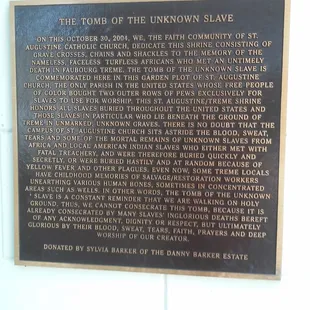 THE TOMB OF THE UNKNOWN SLAVE
ON THIS OCTOBER 30, 2004, WE, THE FAITH COMMUNITY OF ST.
AUGUSTINE CATHOLIC CHURCH, DEDICATE THIS SHRINE CONSISTING OF
GRAVE CROSSES, CHAINS AND SHACKLES TO THE MEMORY OF THE
NAMELESS, FACELESS, TURFLESS AFRICANS WHO MET AN UNTIMELY
DEATH IN FAUBOURG TREME. THE TOMB OF THE UNKNOWN SLAVE IS
COMMEMORATED HERE IN THIS GARDEN PLOT OF ST. AUGUSTINE
CHURCH, THE ONLY PARISH IN THE UNITED STATES WHOSE FREE PEOPLE
OF COLOR BOUGHT TWO OUTER ROWS OF PEWS EXCLUSIVELY FOR
SLAVES TO USE FOR WORSHIP. THIS ST. AUGUSTINE/TREME SHRINE
HONORS ALL SLAVES BURIED THROUGHOUT THE UNITED STATES AND
THOSE SLAVES IN PARTICULAR WHO LIE BENEATH THE GROUND OF
TREME IN UNMARKED, UNKNOWN GRAVES. THERE IS NO DOUBT THAT THE
CAMPUS OF ST. AUGUSTINE CHURCH SITS ASTRIDE THE BLOOD, SWEAT,
TEARS AND SOME OF THE MORTAL REMAINS OF UNKNOWN SLAVES FROM
AFRICA AND LOCAL AMERICAN INDIAN SLAVES WHO EITHER MET WITH
FATAL TREACHERY, AND WERE THEREFORE BURIED QUICKLY AND
SECRETLY, OR WERE BURIED HASTILY AND AT RANDOM BECAUSE OF
YELLOW FEVER AND OTHER PLAGUES. EVEN NOW, SOME TREME LOCALS
HAVE CHILDHOOD MEMORIES OF SALVAGE/RESTORATION WORKERS
UNEARTHING VARIOUS HUMAN BONES, SOMETIMES IN CONCENTRATED
AREAS SUCH AS WELLS. IN OTHER WORDS, THE TOMB OF THE UNKNOWN
SLAVE IS A CONSTANT REMINDER THAT WE ARE WALKING ON HOLY
GROUND. THUS, WE CANNOT CONSECRATE THIS TOMB, BECAUSE IT IS
ALREADY CONSECRATED BY MANY SLAVES' INGLORIOUS DEATHS BEREFT
OF ANY ACKNOWLEDGMENT, DIGNITY OR RESPECT, BUT ULTIMATELY
GLORIOUS BY THEIR BLOOD, SWEAT, TEARS, FAITH, PRAYERS AND DEEP
WORSHIP OF OUR CREATOR.
DONATED BY SYLVIA BARKER OF THE DANNY BARKER ESTATE